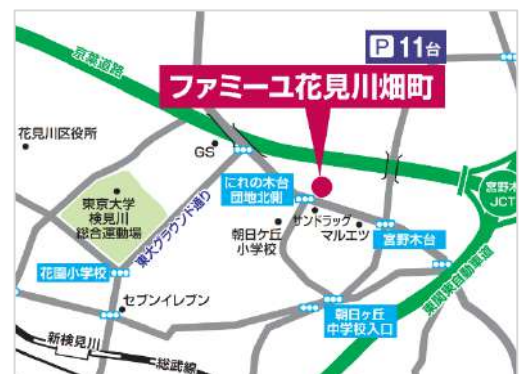 P 11台
京葉道路
ファミーユ花見川畑町
花見川区役所
GS
にれの木台
団地北側
宮野木
JCT
東京大学
検見川
総合運動場
東大グラウンド通り
サンドラッグ
マルエツ
朝日ケ丘
小学校
宮野木台
花園小学校
セブンイレブン
朝日ヶ丘
中学校入口
東関東自動車道
新検見川
総武線